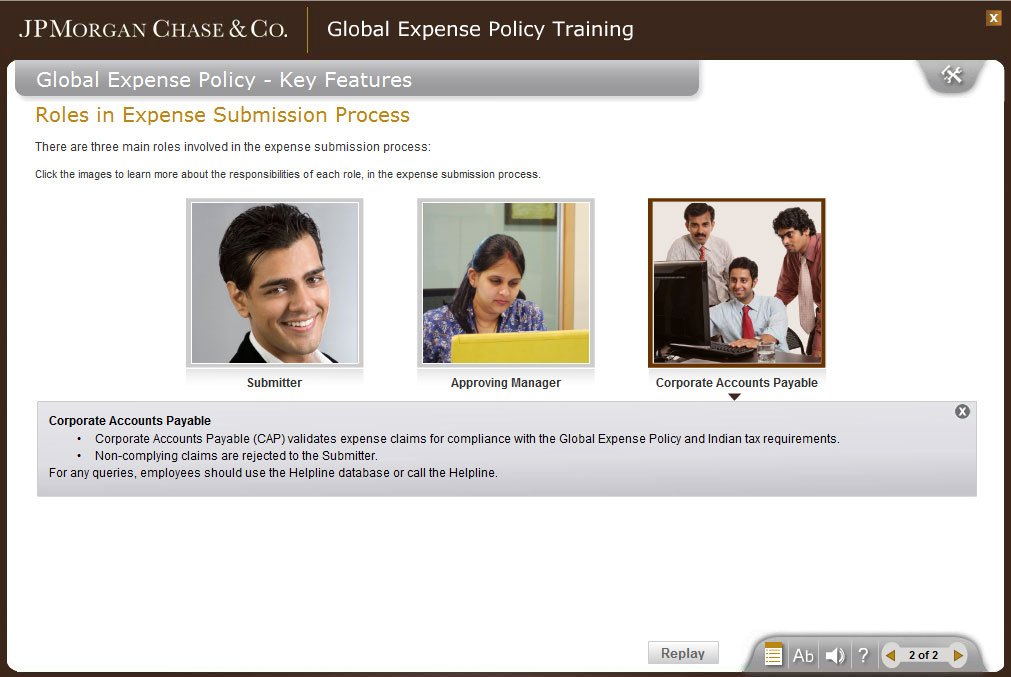 JPMORGAN CHASE & CO.
Global Expense Policy Training
X
Global Expense Policy - Key Features
Roles in Expense Submission Process
There are three main roles involved in the expense submission process:
Click the images to learn more about the responsibilities of each role, in the expense submission process.
Submitter
Approving Manager
Corporate Accounts Payable
X
Corporate Accounts Payable
• Corporate Accounts Payable (CAP) validates expense claims for compliance with the Global Expense Policy and Indian tax requirements.
• Non-complying claims are rejected to the Submitter.
For any queries, employees should use the Helpline database or call the Helpline.
Replay
Ab
?
2 of 2